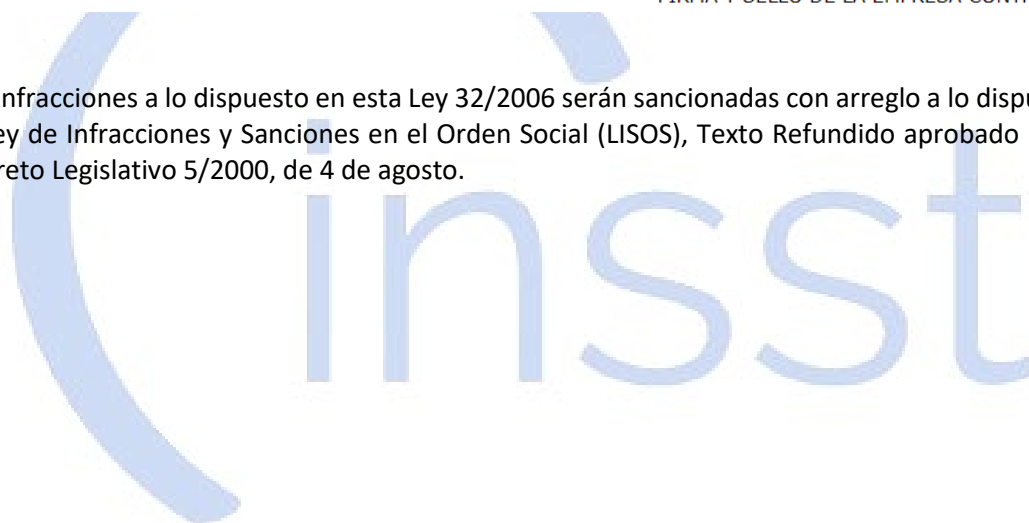 nfracciones a lo dispuesto en esta Ley 32/2006 serán sancionadas con arreglo a lo dispu
ey de Infracciones y Sanciones en el Orden Social (LISOS), Texto Refundido aprobado
reto Legislativo 5/2000, de 4 de agosto.
insst